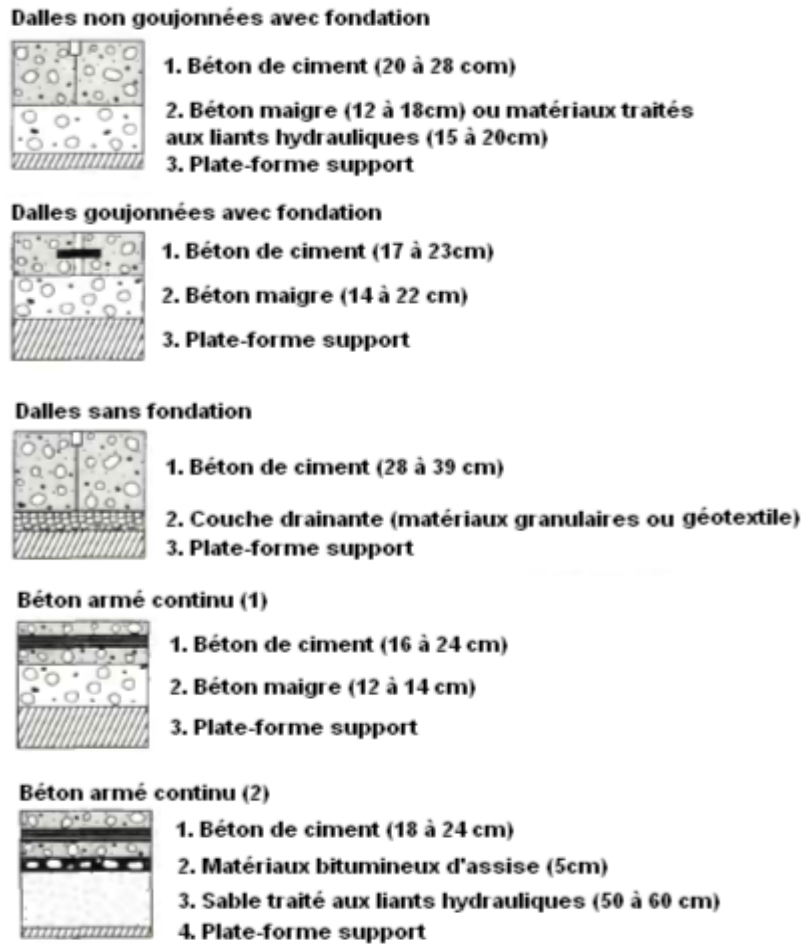 Dalles non goujonnées avec fondation
1. Béton de ciment (20 à 28 com)
2. Béton maigre (12 à 18cm) ou matériaux traités
aux liants hydrauliques (15 à 20cm)
3. Plate-forme support
Dalles goujonnées avec fondation
1. Béton de ciment (17 à 23cm)
2. Béton maigre (14 à 22 cm)
3. Plate-forme support
Dalles sans fondation
1. Béton de ciment (28 à 39 cm)
2. Couche drainante (matériaux granulaires ou géotextile)
3. Plate-forme support
Béton armé continu (1)
1. Béton de ciment (16 à 24 cm)
2. Béton maigre (12 à 14 cm)
3. Plate-forme support
Béton armé continu (2)
1. Béton de ciment (18 à 24 cm)
2. Matériaux bitumineux d'assise (5cm)
3. Sable traité aux liants hydrauliques (50 à 60 cm)
4. Plate-forme support